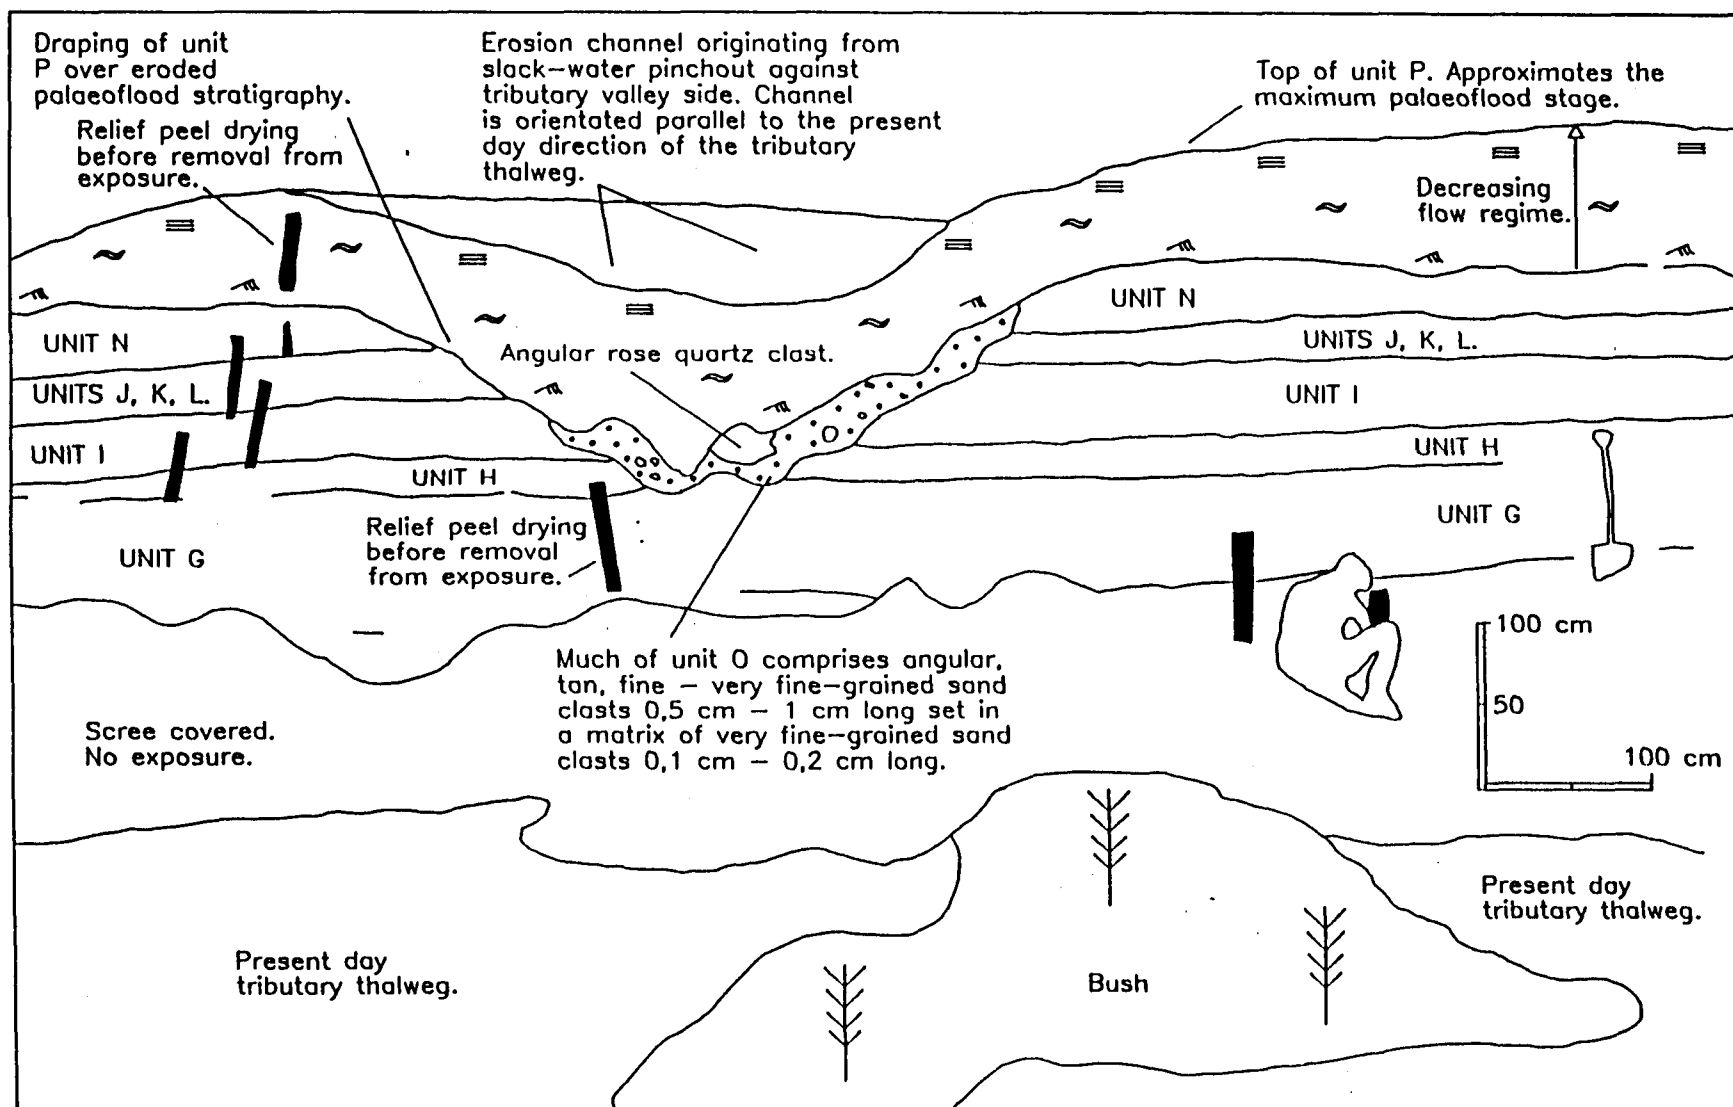 Draping of unit
P over eroded
palaeoflood stratigraphy.
Relief peel drying
before removal from
exposure.
Erosion channel originating from
slack-water pinchout against
tributary valley side. Channel
is orientated parallel to the present
day direction of the tributary
thalweg.
Top of unit P. Approximates the
maximum palaeoflood stage.
Decreasing
flow regime.
UNIT N
UNITS J, K, L.
UNIT I
UNIT H
UNIT G
Angular rose quartz clast.
UNIT N
UNITS J, K, L.
UNIT I
UNIT H
UNIT G
Relief peel drying
before removal
from exposure.
Much of unit O comprises angular,
tan, fine – very fine-grained sand
clasts 0,5 cm – 1 cm long set in
a matrix of very fine-grained sand
clasts 0,1 cm – 0,2 cm long.
100 cm
50
100 cm
Scree covered.
No exposure.
Present day
tributary thalweg.
Bush
Present day
tributary thalweg.